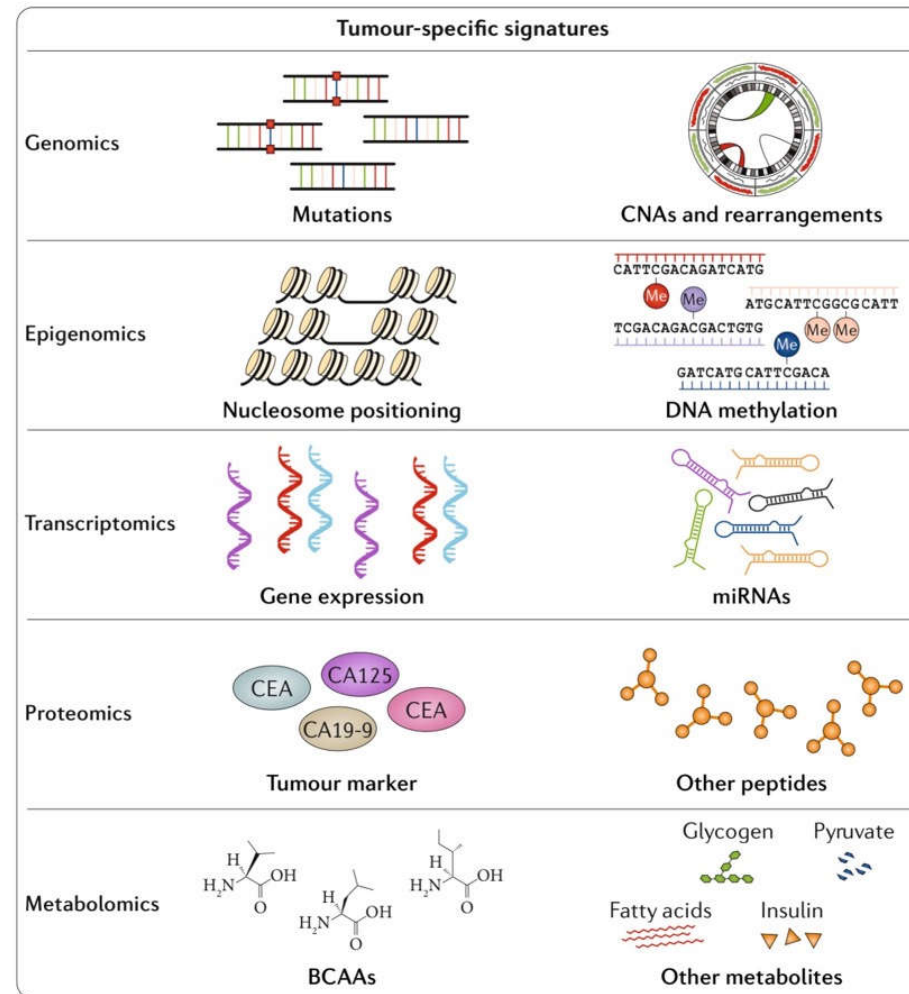 Tumour-specific signatures
Genomics
Mutations
CNAs and rearrangements
Epigenomics
Nucleosome positioning
CATTCGACAGATCATG
Me
Me
ATGCATTCGGCGCATT
TCGACAGACGACTGTG
Me
Me
Me
GATCATGCATTCGACA
DNA methylation
Transcriptomics
Gene expression
miRNAs
Proteomics
CEA
CA125
CEA
CA19-9
Tumour marker
Other peptides
Metabolomics
H
H₂N
OH
O
H
H₂N
OH
O
H
H₂N
OH
O
BCAAs
Glycogen
Pyruvate
Fatty acids
Insulin
Other metabolites